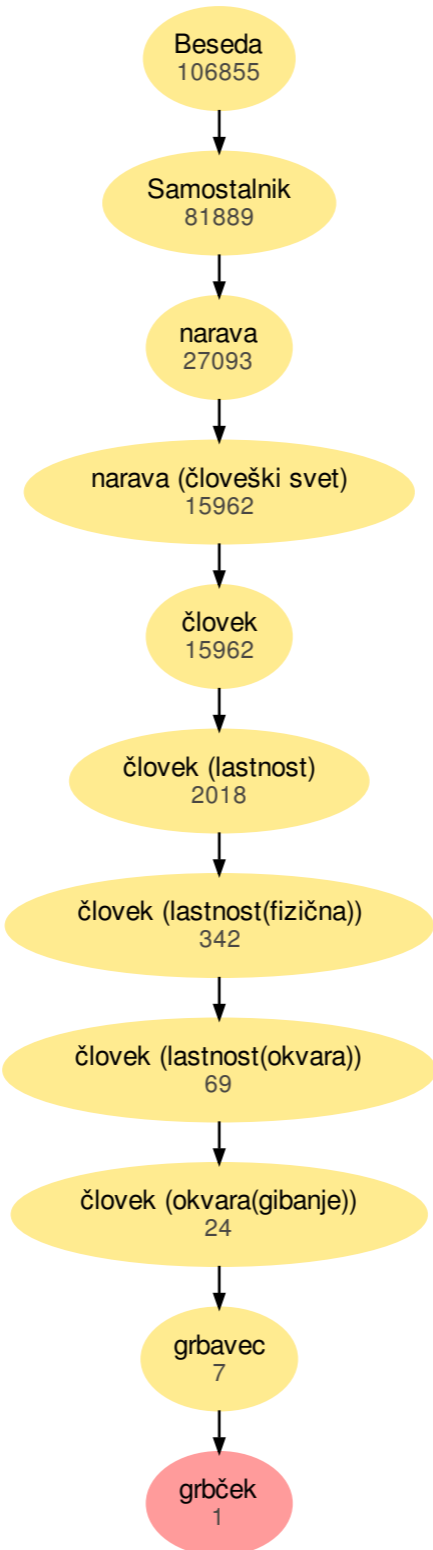 Beseda
106855
Samostalnik
81889
narava
27093
narava (človeški svet)
15962
človek
15962
človek (lastnost)
2018
človek (lastnost(fizična))
342
človek (lastnost(okvara))
69
človek (okvara(gibanje))
24
grbavec
7
grbček
1